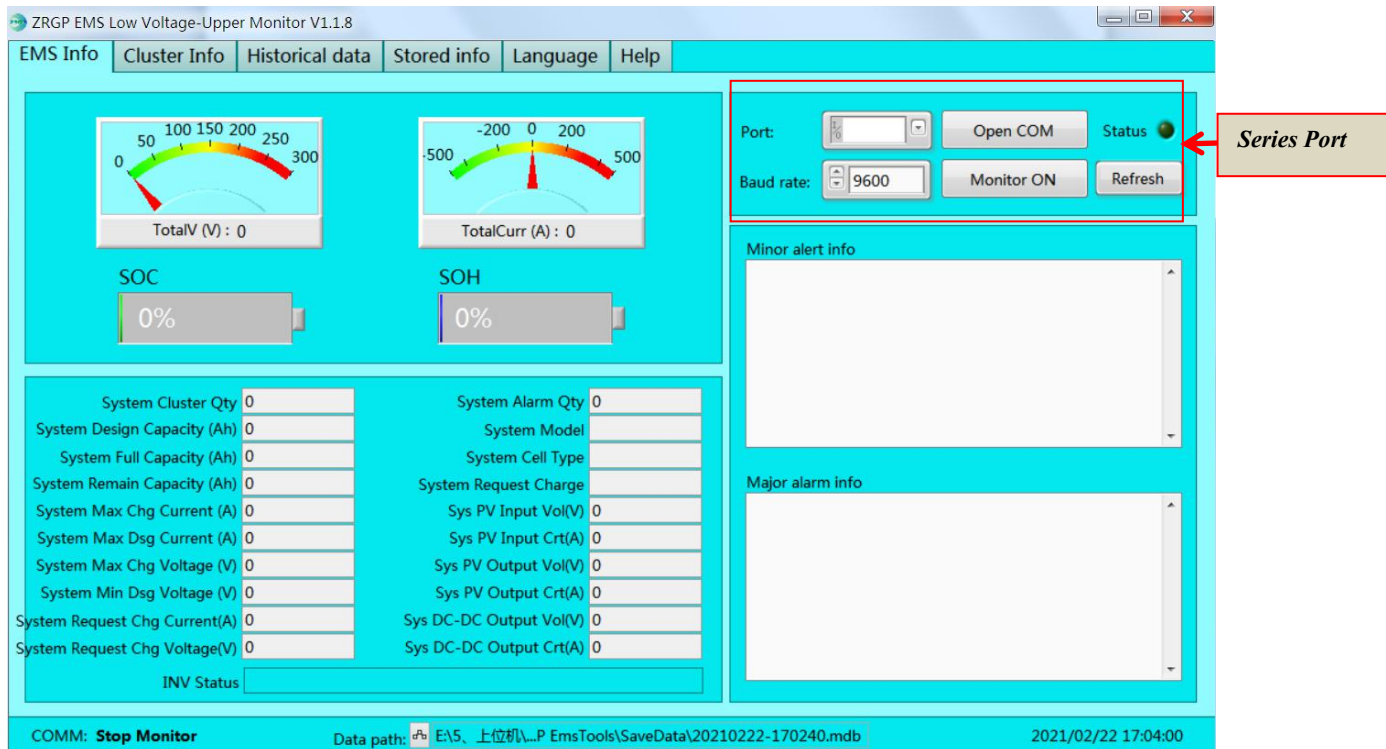 ZRGP EMS Low Voltage-Upper Monitor V1.1.8
EMS Info Cluster Info Historical data Stored info Language Help
0 50 100 150 200 250 300
TotalV (V) : 0
-500 -200 0 200 500
TotalCurr (A) : 0
SOC
0%
SOH
0%
Port: Open COM Status
Baud rate: 9600 Monitor ON Refresh
Series Port
System Cluster Qty 0
System Design Capacity (Ah) 0
System Full Capacity (Ah) 0
System Remain Capacity (Ah) 0
System Max Chg Current (A) 0
System Max Dsg Current (A) 0
System Max Chg Voltage (V) 0
System Min Dsg Voltage (V) 0
System Request Chg Current(A) 0
System Request Chg Voltage(V) 0
System Alarm Qty 0
System Model
System Cell Type
System Request Charge
Sys PV Input Vol(V) 0
Sys PV Input Crt(A) 0
Sys PV Output Vol(V) 0
Sys PV Output Crt(A) 0
Sys DC-DC Output Vol(V) 0
Sys DC-DC Output Crt(A) 0
INV Status
Minor alert info
Major alarm info
COMM: Stop Monitor Data path: E:\5、上位机\...P EmsTools\SaveData\20210222-170240.mdb 2021/02/22 17:04:00